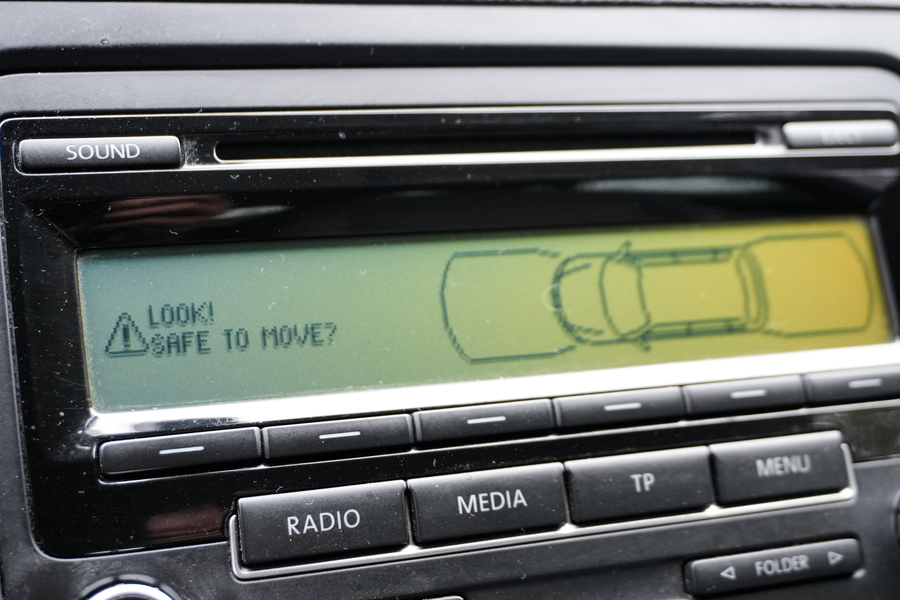 SOUND
LOOK!
SAFE TO MOVE?
RADIO
MEDIA
TP
MENU
FOLDER